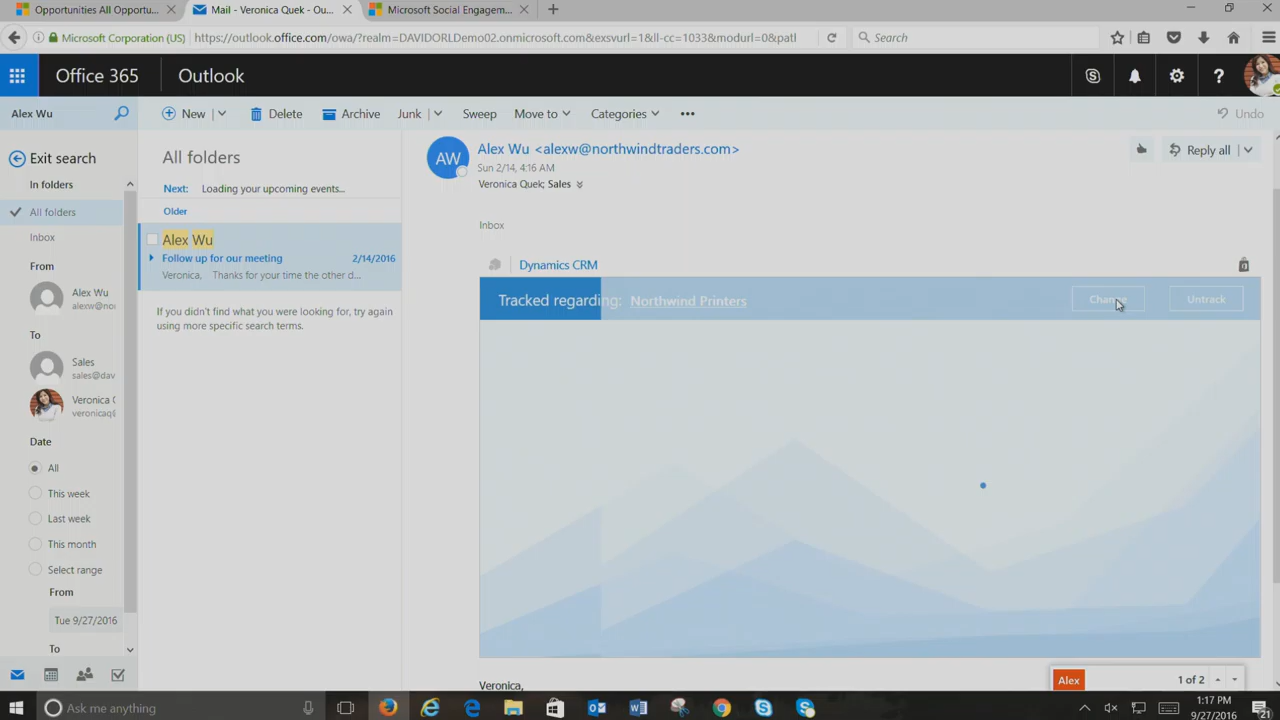 Opportunities All Opportu...
Mail - Veronica Quek - Ou...
Microsoft Social Engagem...
Microsoft Corporation (US)
https://outlook.office.com/owa/?realm=DAVIDORLDemo02.onmicrosoft.com&exsvurl=1&ll-cc=1033&modurl=0&path
Search
Office 365
Outlook
?
Alex Wu
New
Delete
Archive
Junk
Sweep
Move to
Categories
Undo
Exit search
In folders
All folders
Inbox
From
Alex Wu
alexw@nor
To
Sales
sales@dav
Veronica
veronicaq@
Date
All
This week
Last week
This month
Select range
From
Tue 9/27/2016
To
All folders
Next: Loading your upcoming events...
Older
Alex Wu
Follow up for our meeting 2/14/2016
Veronica, Thanks for your time the other d...
If you didn't find what you were looking for, try again
using more specific search terms.
AW
Alex Wu <alexw@northwindtraders.com>
Sun 2/14, 4:16 AM
Veronica Quek; Sales
Reply all
Inbox
Dynamics CRM
Tracked regarding: Northwind Printers
Change
Untrack
Veronica,
Alex
1 of 2
Ask me anything
1:17 PM
9/27/2016
21